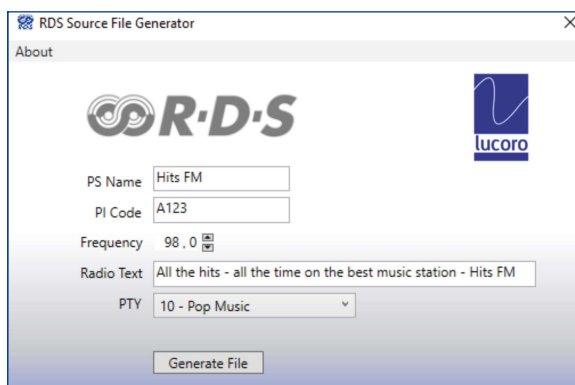 RDS Source File Generator
About
R·D·S
lucoro
PS Name Hits FM
PI Code A123
Frequency 98 , 0
Radio Text All the hits - all the time on the best music station - Hits FM
PTY 10 - Pop Music
Generate File